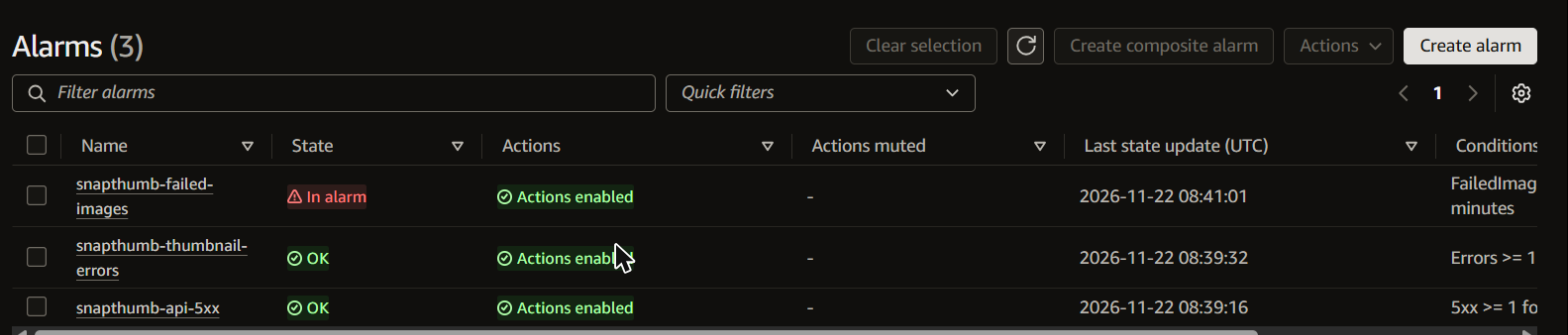 Alarms (3)
Clear selection
Create composite alarm
Actions
Create alarm
Filter alarms
Quick filters
1
Name
State
Actions
Actions muted
Last state update (UTC)
Conditions
snapthumb-failed-
images
In alarm
Actions enabled
-
2026-11-22 08:41:01
FailedImag
minutes
snapthumb-thumbnail-
errors
OK
Actions enabled
-
2026-11-22 08:39:32
Errors >= 1
snapthumb-api-5xx
OK
Actions enabled
-
2026-11-22 08:39:16
5xx >= 1 fo